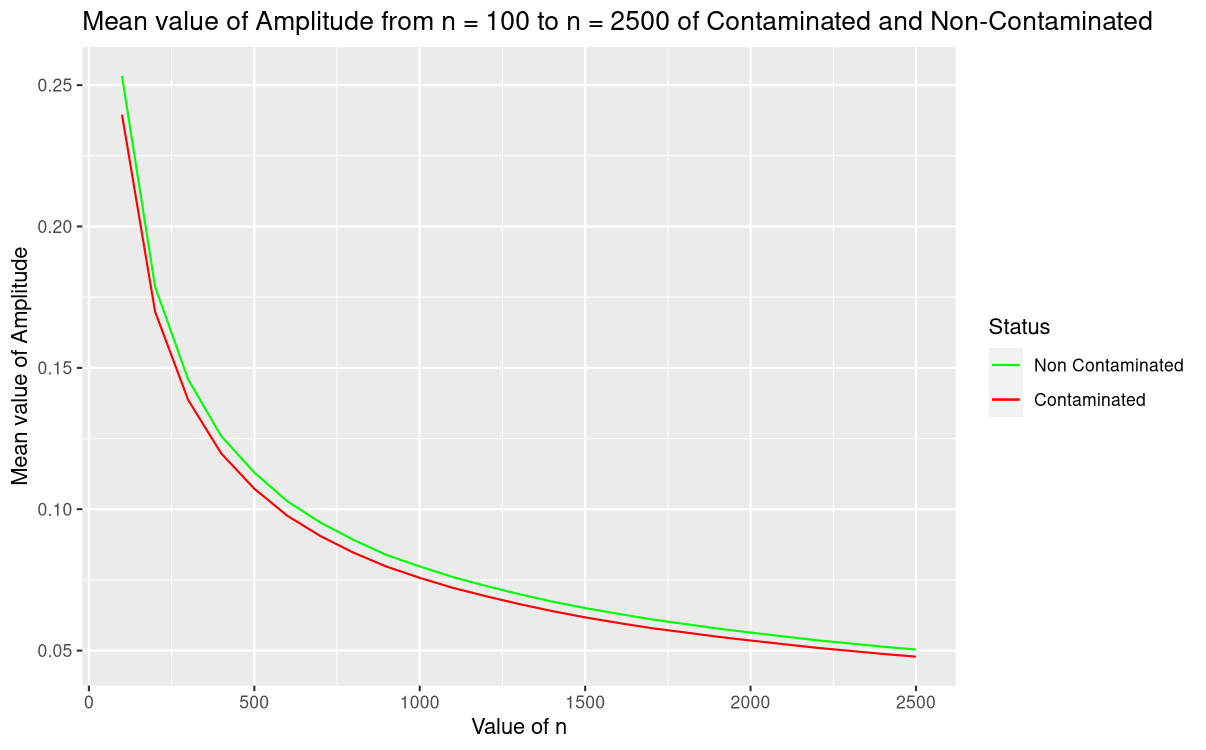 Mean value of Amplitude from n = 100 to n = 2500 of Contaminated and Non-Contaminated
Mean value of Amplitude
0.25
0.20
0.15
0.10
0.05
0
500
1000
1500
2000
2500
Value of n
Status
Non Contaminated
Contaminated